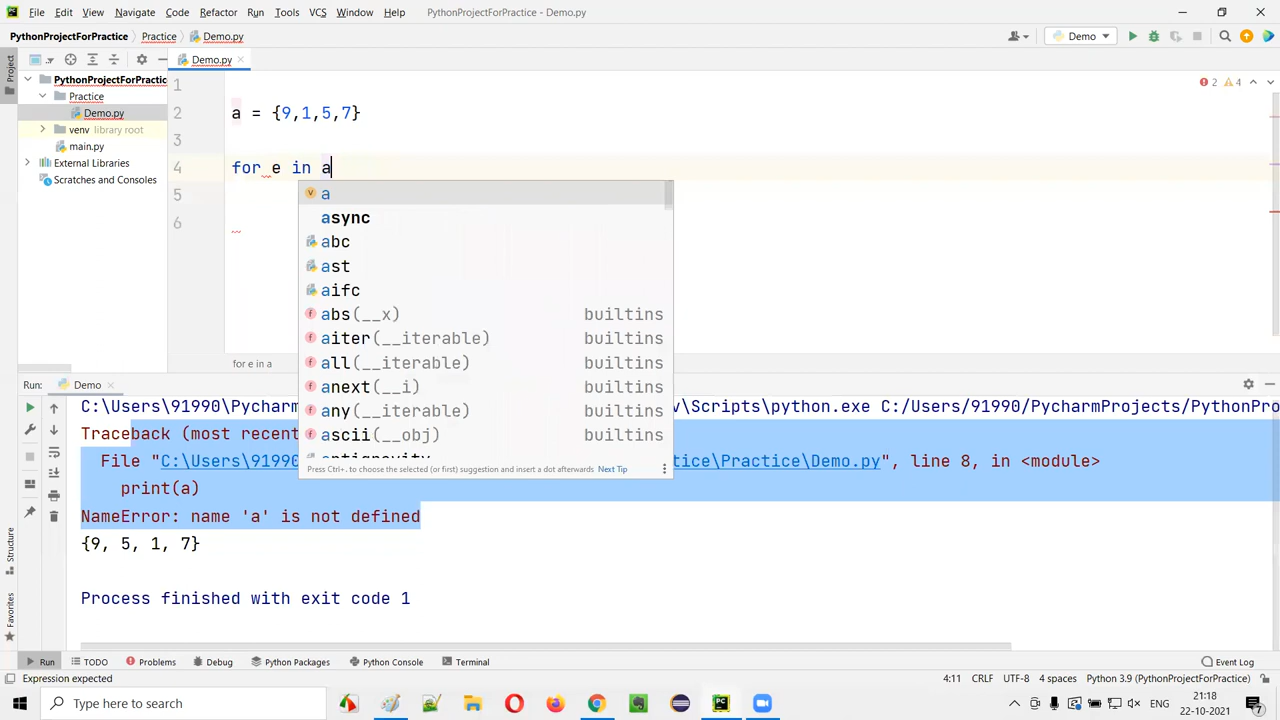 File Edit View Navigate Code Refactor Run Tools VCS Window Help PythonProjectForPractice - Demo.py
PythonProjectForPractice Practice Demo.py Demo
Project
Demo.py
PythonProjectForPractic
Practice
Demo.py
venv library root
main.py
External Libraries
Scratches and Consoles
1
2 a = {9,1,5,7}
3
4 for e in a
5
6
2 4
a
async
abc
ast
aifc
abs(__x) builtins
aiter(__iterable) builtins
all(__iterable) builtins
anext(__i) builtins
any(__iterable) builtins
ascii(__obj) builtins
antigravity
Press Ctrl+. to choose the selected (or first) suggestion and insert a dot afterwards Next Tip
for e in a
Run: Demo
C:\Users\91990\Pycharm v\Scripts\python.exe C:/Users/91990/PycharmProjects/PythonPro
Traceback (most recent
File "C:\Users\91990 tice\Practice\Demo.py", line 8, in <module>
print(a)
NameError: name 'a' is not defined
{9, 5, 1, 7}
Process finished with exit code 1
Structure
Favorites
Run TODO Problems Debug Python Packages Python Console Terminal Event Log
Expression expected 4:11 CRLF UTF-8 4 spaces Python 3.9 (PythonProjectForPractice)
Type here to search
ENG
21:18
22-10-2021
7